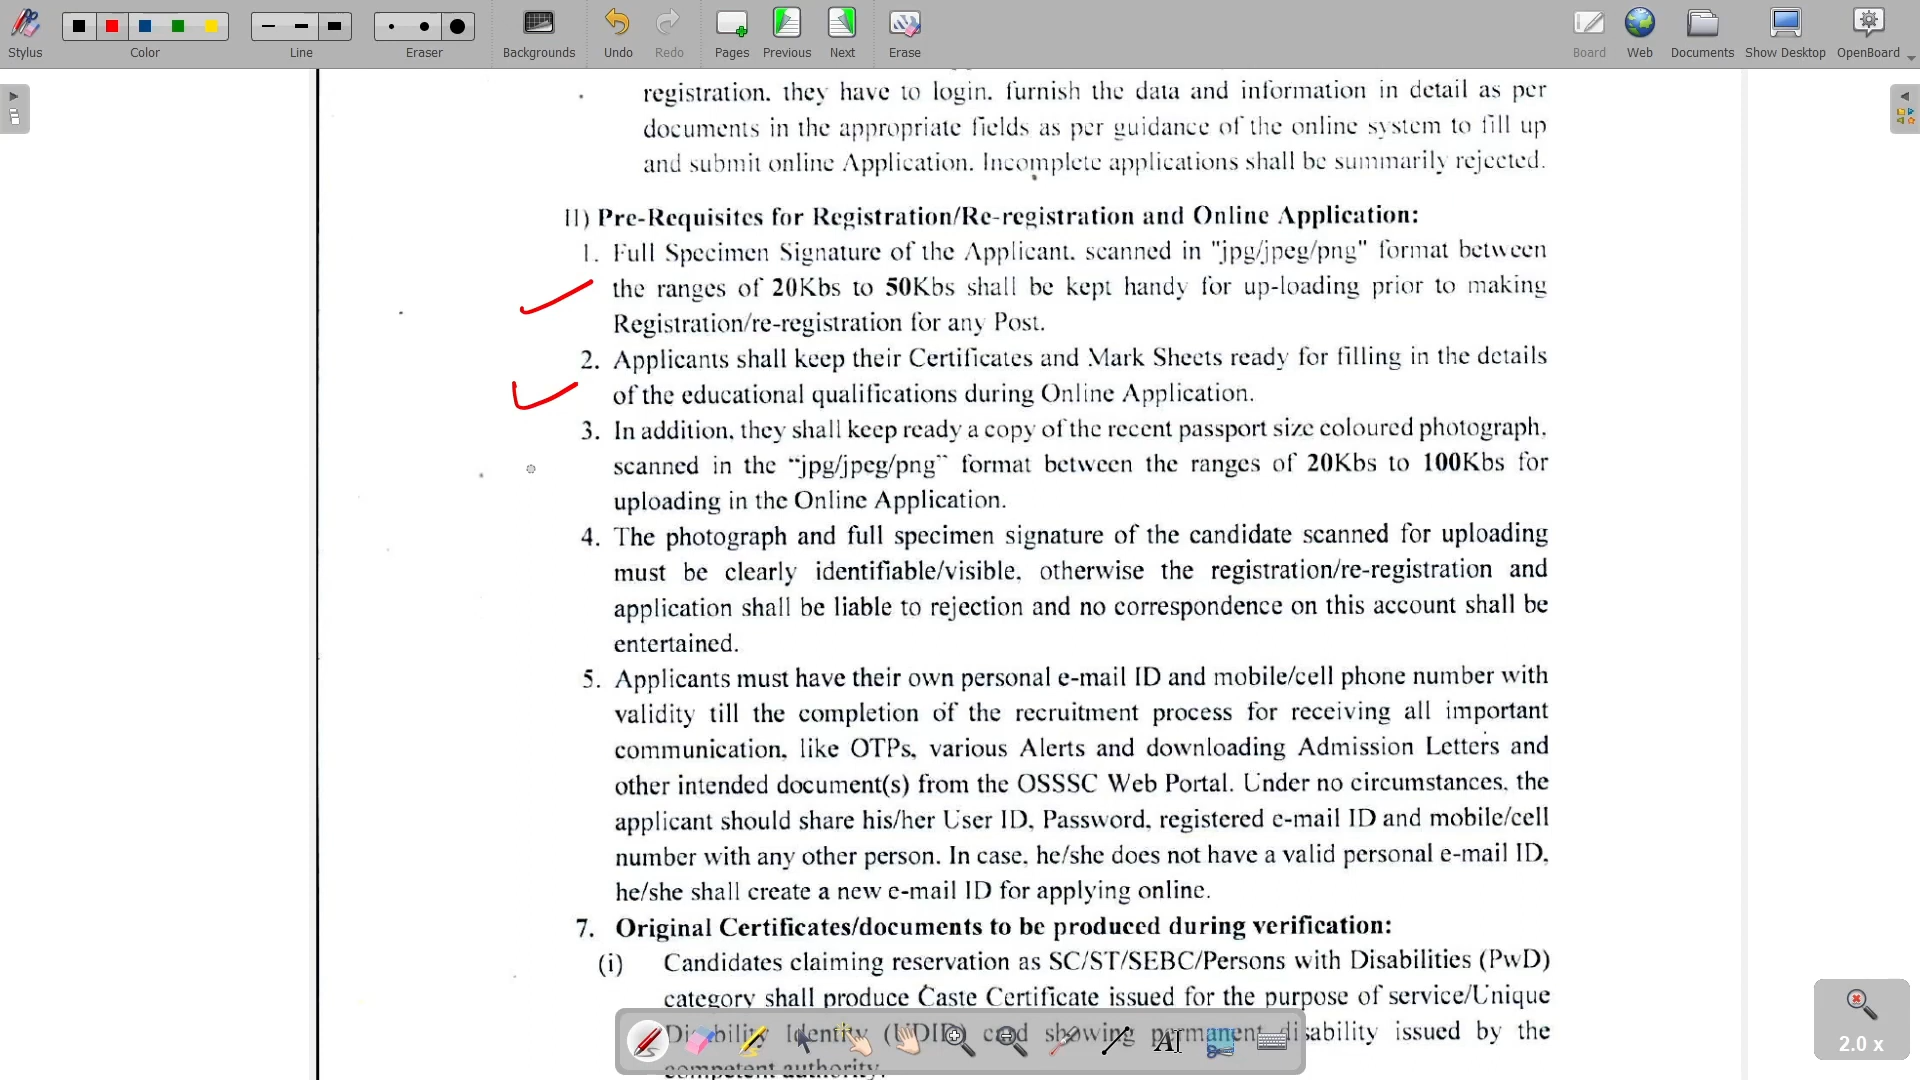 Stylus
Color
Line
Eraser
Backgrounds
Undo
Redo
Pages
Previous
Next
Erase
Board
Web
Documents
Show Desktop
OpenBoard
registration. they have to login. furnish the data and information in detail as per
documents in the appropriate fields as per guidance of the online system to fill up
and submit online Application. Incomplete applications shall be summarily rejected.
II) Pre-Requisites for Registration/Re-registration and Online Application:
1. Full Specimen Signature of the Applicant. scanned in "jpg/jpeg/png" format between
the ranges of 20Kbs to 50Kbs shall be kept handy for up-loading prior to making
Registration/re-registration for any Post.
2. Applicants shall keep their Certificates and Mark Sheets ready for filling in the details
of the educational qualifications during Online Application.
3. In addition, they shall keep ready a copy of the recent passport size coloured photograph,
scanned in the “jpg/jpeg/png” format between the ranges of 20Kbs to 100Kbs for
uploading in the Online Application.
4. The photograph and full specimen signature of the candidate scanned for uploading
must be clearly identifiable/visible, otherwise the registration/re-registration and
application shall be liable to rejection and no correspondence on this account shall be
entertained.
5. Applicants must have their own personal e-mail ID and mobile/cell phone number with
validity till the completion of the recruitment process for receiving all important
communication, like OTPs, various Alerts and downloading Admission Letters and
other intended document(s) from the OSSSC Web Portal. Under no circumstances, the
applicant should share his/her User ID, Password, registered e-mail ID and mobile/cell
number with any other person. In case, he/she does not have a valid personal e-mail ID,
he/she shall create a new e-mail ID for applying online.
7. Original Certificates/documents to be produced during verification:
(i) Candidates claiming reservation as SC/ST/SEBC/Persons with Disabilities (PwD)
category shall produce Caste Certificate issued for the purpose of service/Unique
Disability Identity (UDID) card showing permanent disability issued by the
competent authority.
2.0 x